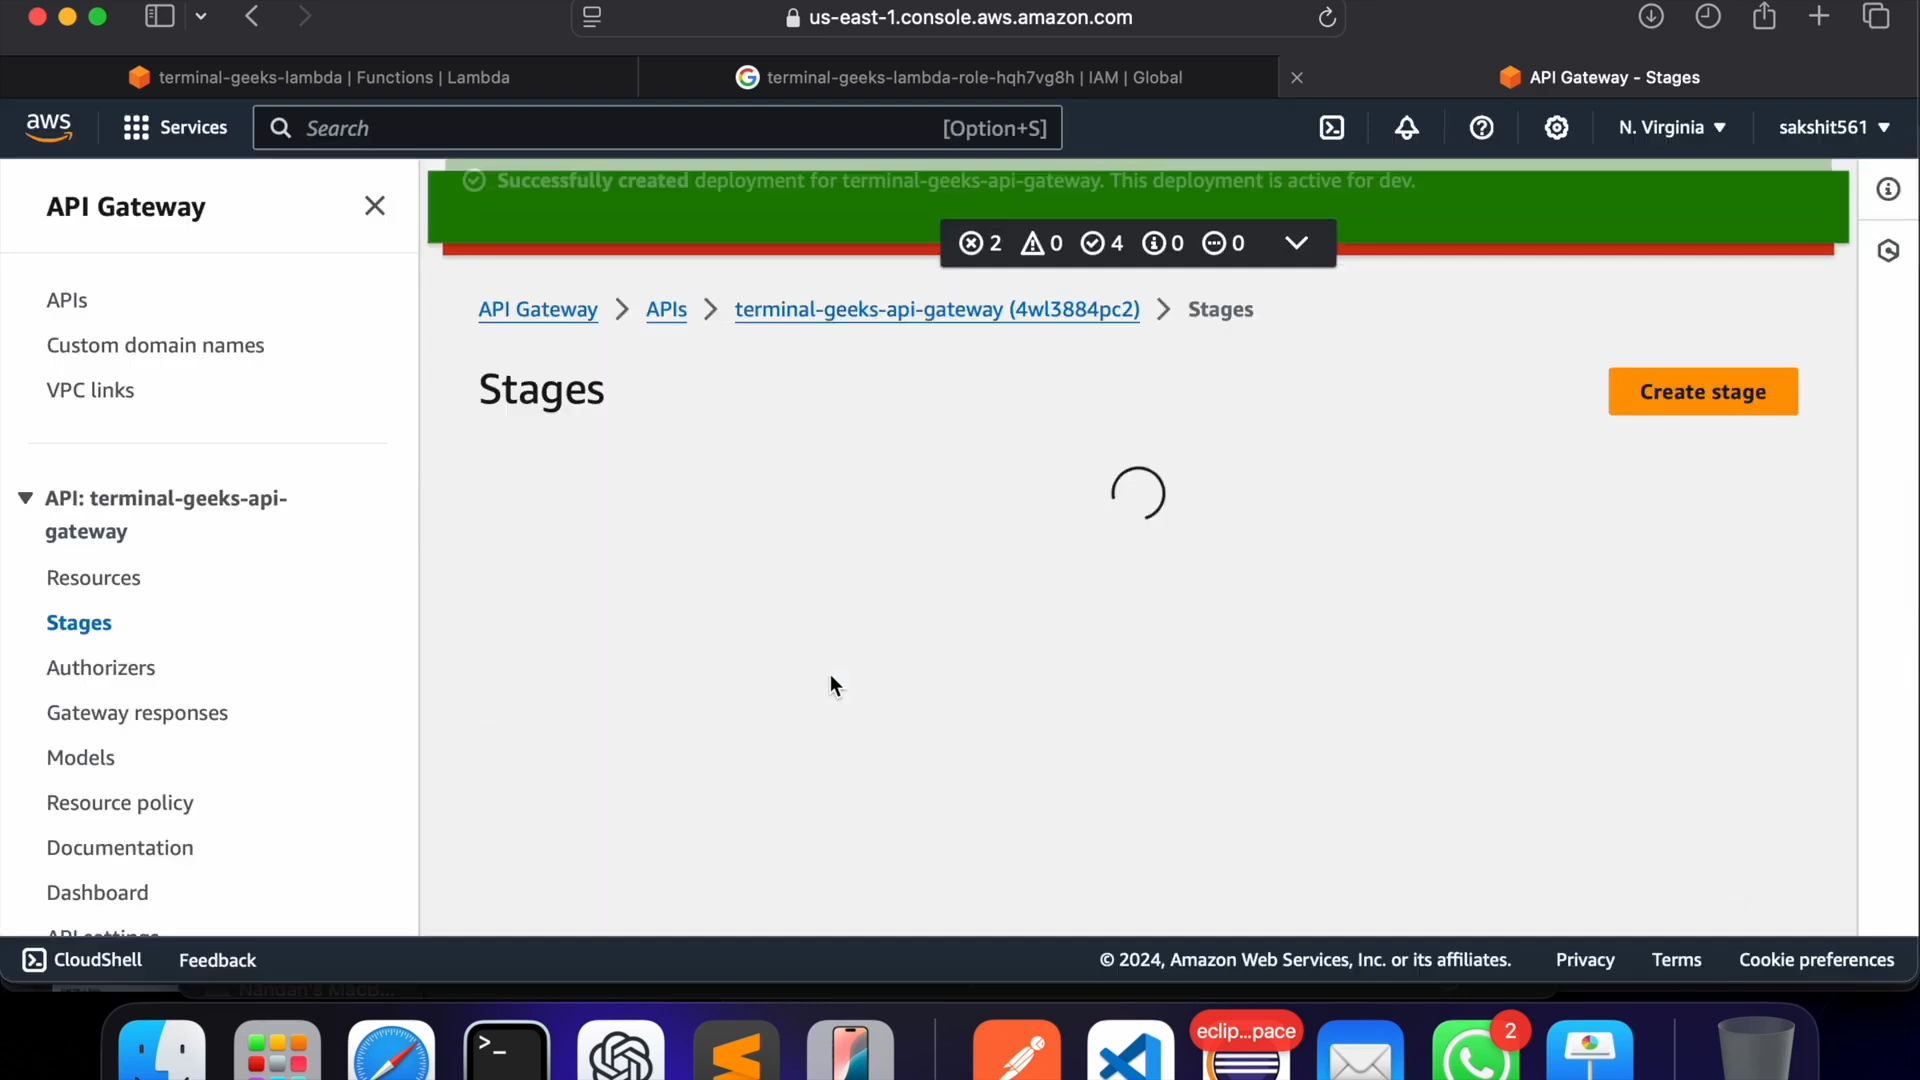 us-east-1.console.aws.amazon.com
terminal-geeks-lambda | Functions | Lambda
terminal-geeks-lambda-role-hqh7vg8h | IAM | Global
API Gateway - Stages
aws
Services
Search
[Option+S]
N. Virginia
sakshit561
API Gateway
Successfully created deployment for terminal-geeks-api-gateway. This deployment is active for dev.
2
0
4
0
0
API Gateway
APIs
terminal-geeks-api-gateway (4wl3884pc2)
Stages
Stages
Create stage
APIs
Custom domain names
VPC links
API: terminal-geeks-api-
gateway
Resources
Stages
Authorizers
Gateway responses
Models
Resource policy
Documentation
Dashboard
API settings
CloudShell
Feedback
© 2024, Amazon Web Services, Inc. or its affiliates.
Privacy
Terms
Cookie preferences
Nandan's MacB...
eclip...pace
2